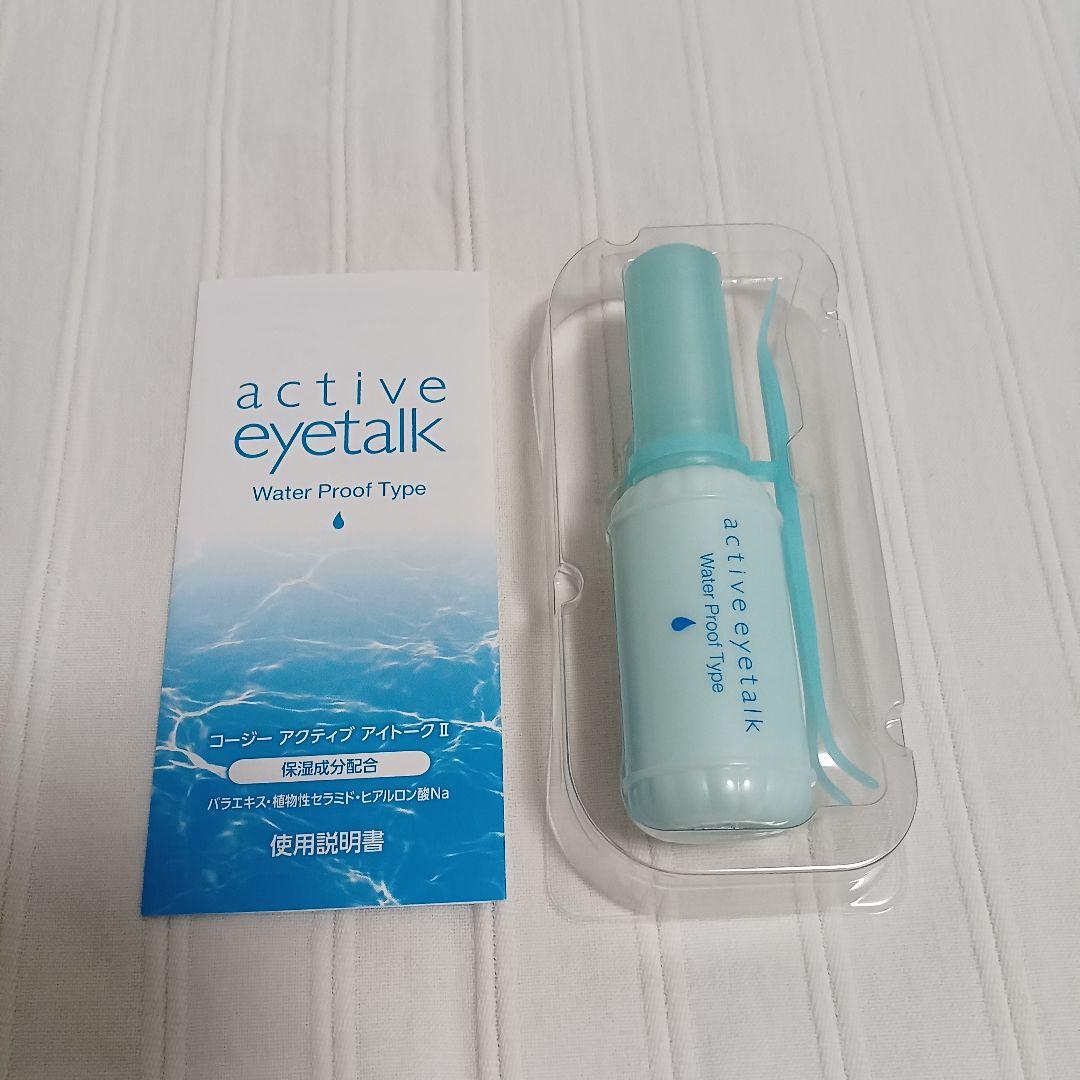 active
eyetalk
Water Proof Type
コージー アクティブ アイトークⅡ
保湿成分配合
バラエキス・植物性セラミド・ヒアルロン酸Na
使用説明書
active eyetalk
Water Proof Type